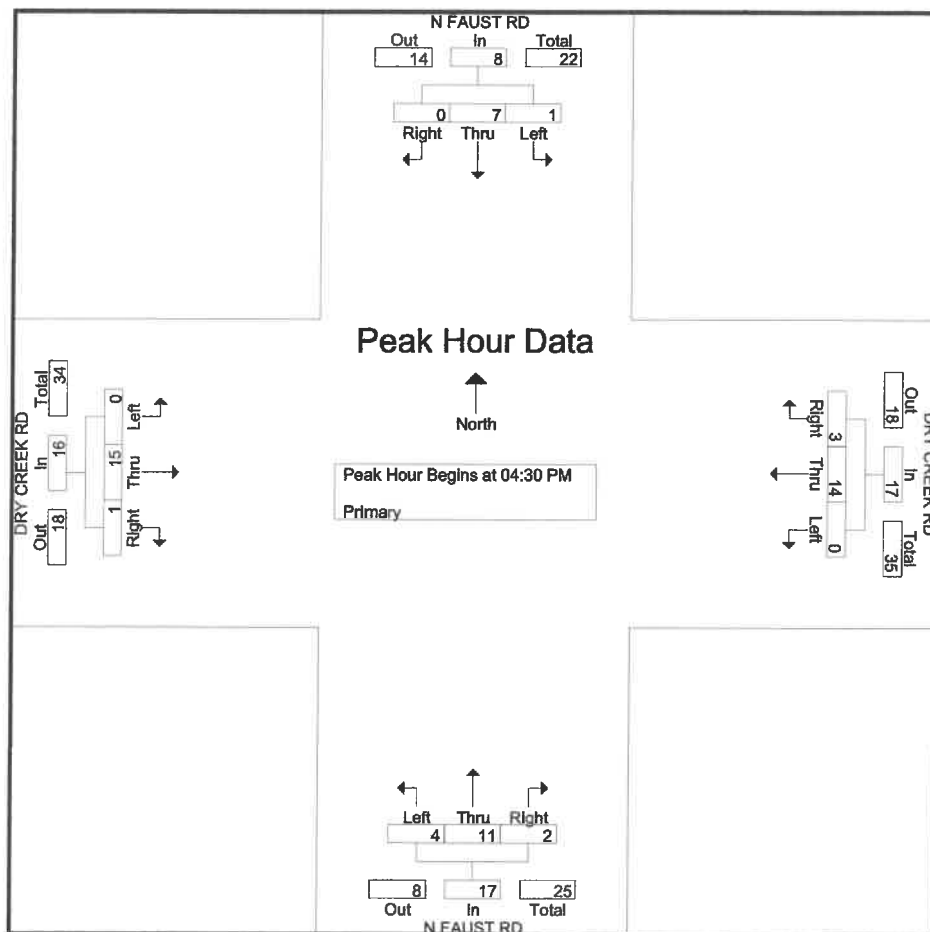 N FAUST RD
Out In Total
14 8 22
0 7 1
Right Thru Left
Peak Hour Data
North
Peak Hour Begins at 04:30 PM
Primary
DRY CREEK RD
Out In Total
18 16 34
Left Thru Right
0 15 1
DRY CREEK RD
Out In Total
18 17 35
Right Thru Left
3 14 0
Left Thru Right
4 11 2
8 17 25
Out In Total
N FAUST RD